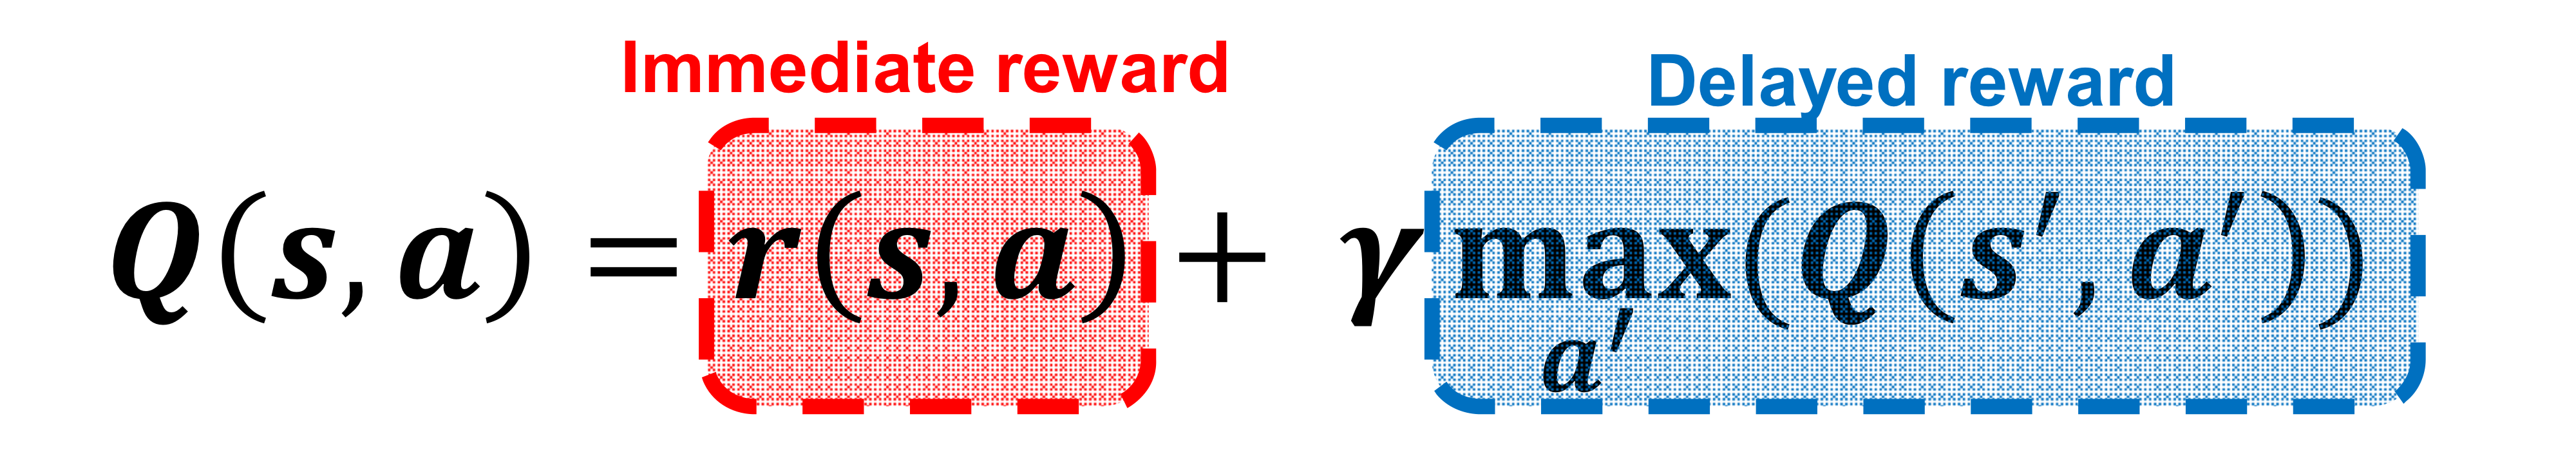 Immediate reward
Delayed reward
Q(s, a) = r(s, a) + γ max(Q(s′, a′))
a′